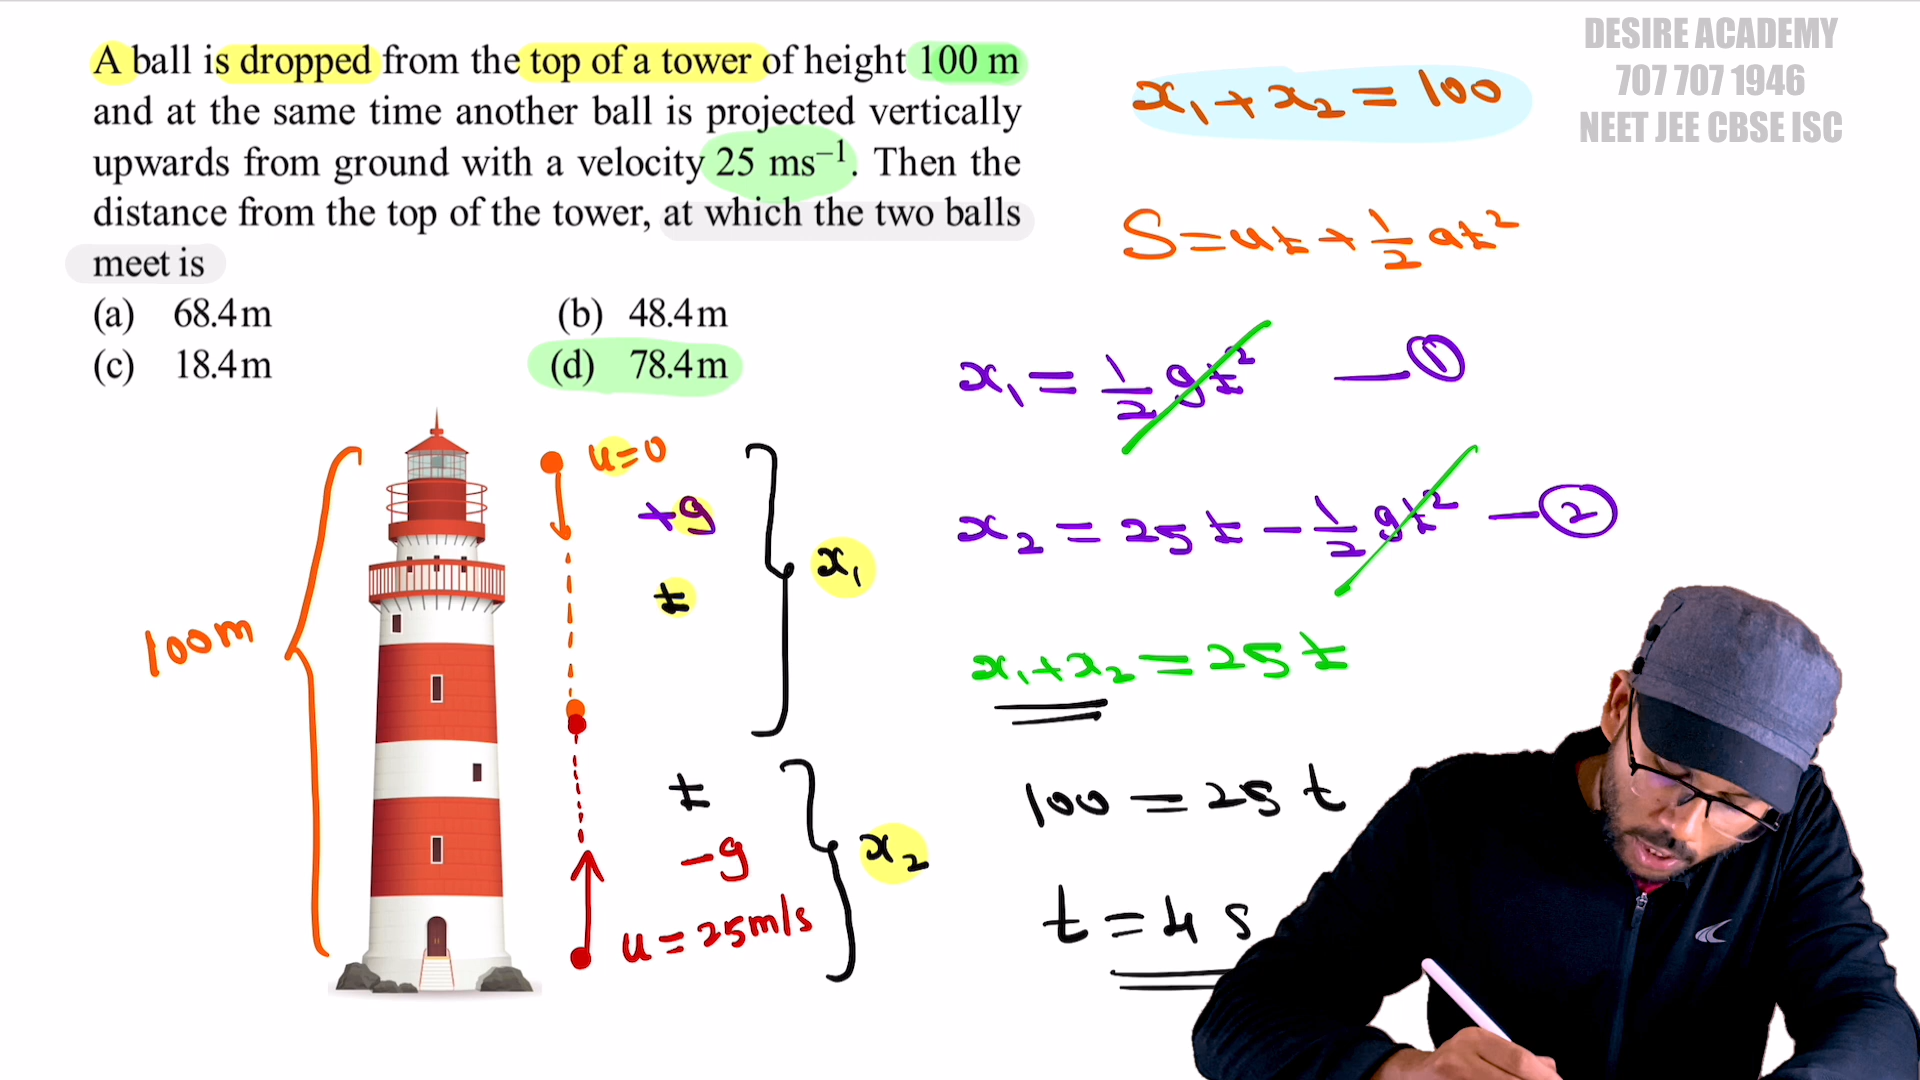 A ball is dropped from the top of a tower of height 100 m
and at the same time another ball is projected vertically
upwards from ground with a velocity 25 ms⁻¹. Then the
distance from the top of the tower, at which the two balls
meet is
(a) 68.4m (b) 48.4m
(c) 18.4m (d) 78.4m
DESIRE ACADEMY
707 707 1946
NEET JEE CBSE ISC
x₁ + x₂ = 100
S = ut + 1/2 at²
x₁ = 1/2 gt² — ①
x₂ = 25t − 1/2 gt² — ②
x₁ + x₂ = 25t
100 = 25t
t = 4 s
100m
u=0
+g
t
x₁
t
-g
u = 25m/s
x₂